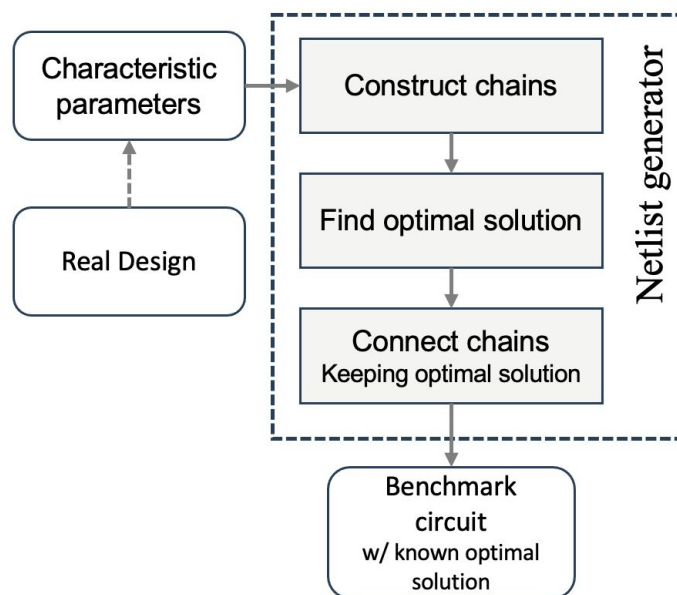 Characteristic
parameters
Real Design
Construct chains
Find optimal solution
Connect chains
Keeping optimal solution
Netlist generator
Benchmark
circuit
w/ known optimal
solution